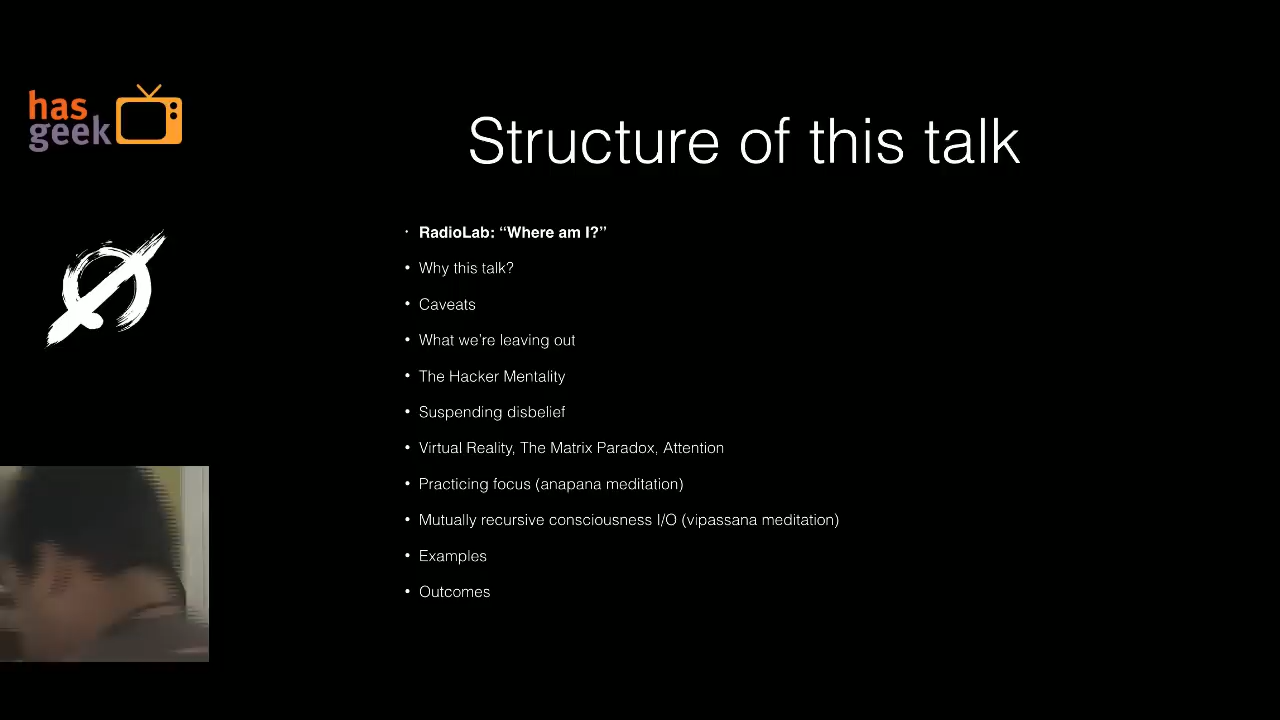 has
geek
Structure of this talk
• RadioLab: “Where am I?”
• Why this talk?
• Caveats
• What we’re leaving out
• The Hacker Mentality
• Suspending disbelief
• Virtual Reality, The Matrix Paradox, Attention
• Practicing focus (anapana meditation)
• Mutually recursive consciousness I/O (vipassana meditation)
• Examples
• Outcomes